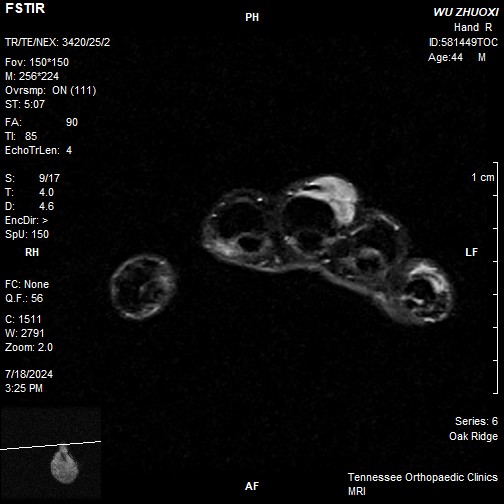 FSTIR
PH
WU ZHUOXI
Hand R
TR/TE/NEX: 3420/25/2
ID:581449TOC
Age:44 M
Fov: 150*150
M: 256*224
Ovrsmp: ON (111)
ST: 5:07
FA: 90
TI: 85
EchoTrLen: 4
S: 9/17
1 cm
T: 4.0
D: 4.6
EncDir: >
SpU: 150
RH
LF
FC: None
Q.F.: 56
C: 1511
W: 2791
Zoom: 2.0
7/18/2024
3:25 PM
Series: 6
Oak Ridge
AF
Tennessee Orthopaedic Clinics
MRI